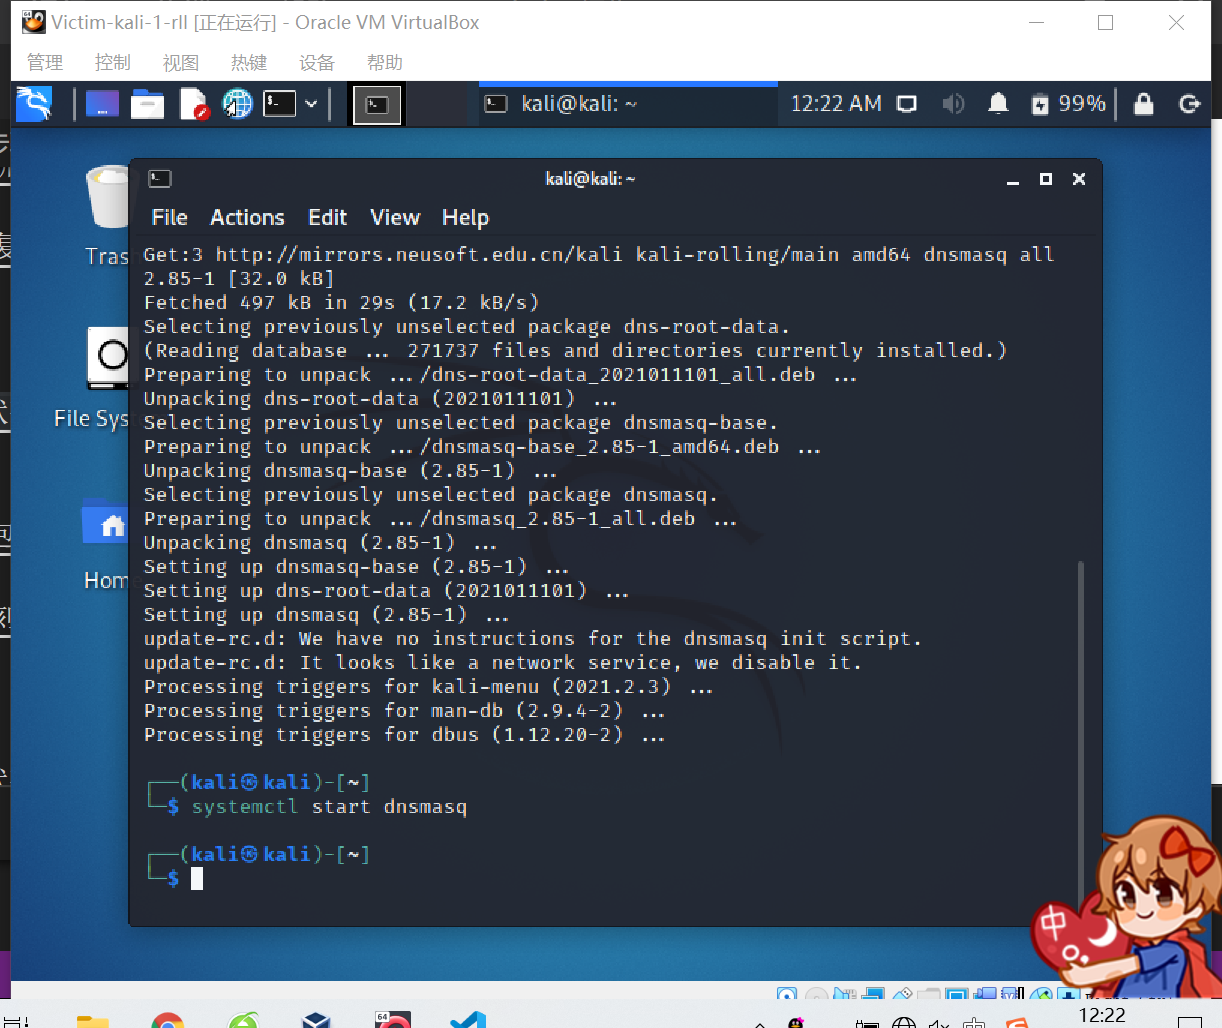 Victim-kali-1-rll [正在运行] - Oracle VM VirtualBox
管理 控制 视图 热键 设备 帮助
kali@kali: ~ 12:22 AM 99%
kali@kali: ~
File Actions Edit View Help
Trash
File Sys
Home
Get:3 http://mirrors.neusoft.edu.cn/kali kali-rolling/main amd64 dnsmasq all
2.85-1 [32.0 kB]
Fetched 497 kB in 29s (17.2 kB/s)
Selecting previously unselected package dns-root-data.
(Reading database ... 271737 files and directories currently installed.)
Preparing to unpack .../dns-root-data_2021011101_all.deb ...
Unpacking dns-root-data (2021011101) ...
Selecting previously unselected package dnsmasq-base.
Preparing to unpack .../dnsmasq-base_2.85-1_amd64.deb ...
Unpacking dnsmasq-base (2.85-1) ...
Selecting previously unselected package dnsmasq.
Preparing to unpack .../dnsmasq_2.85-1_all.deb ...
Unpacking dnsmasq (2.85-1) ...
Setting up dnsmasq-base (2.85-1) ...
Setting up dns-root-data (2021011101) ...
Setting up dnsmasq (2.85-1) ...
update-rc.d: We have no instructions for the dnsmasq init script.
update-rc.d: It looks like a network service, we disable it.
Processing triggers for kali-menu (2021.2.3) ...
Processing triggers for man-db (2.9.4-2) ...
Processing triggers for dbus (1.12.20-2) ...
┌──(kali㉿kali)-[~]
└─$ systemctl start dnsmasq
┌──(kali㉿kali)-[~]
└─$
中
12:22